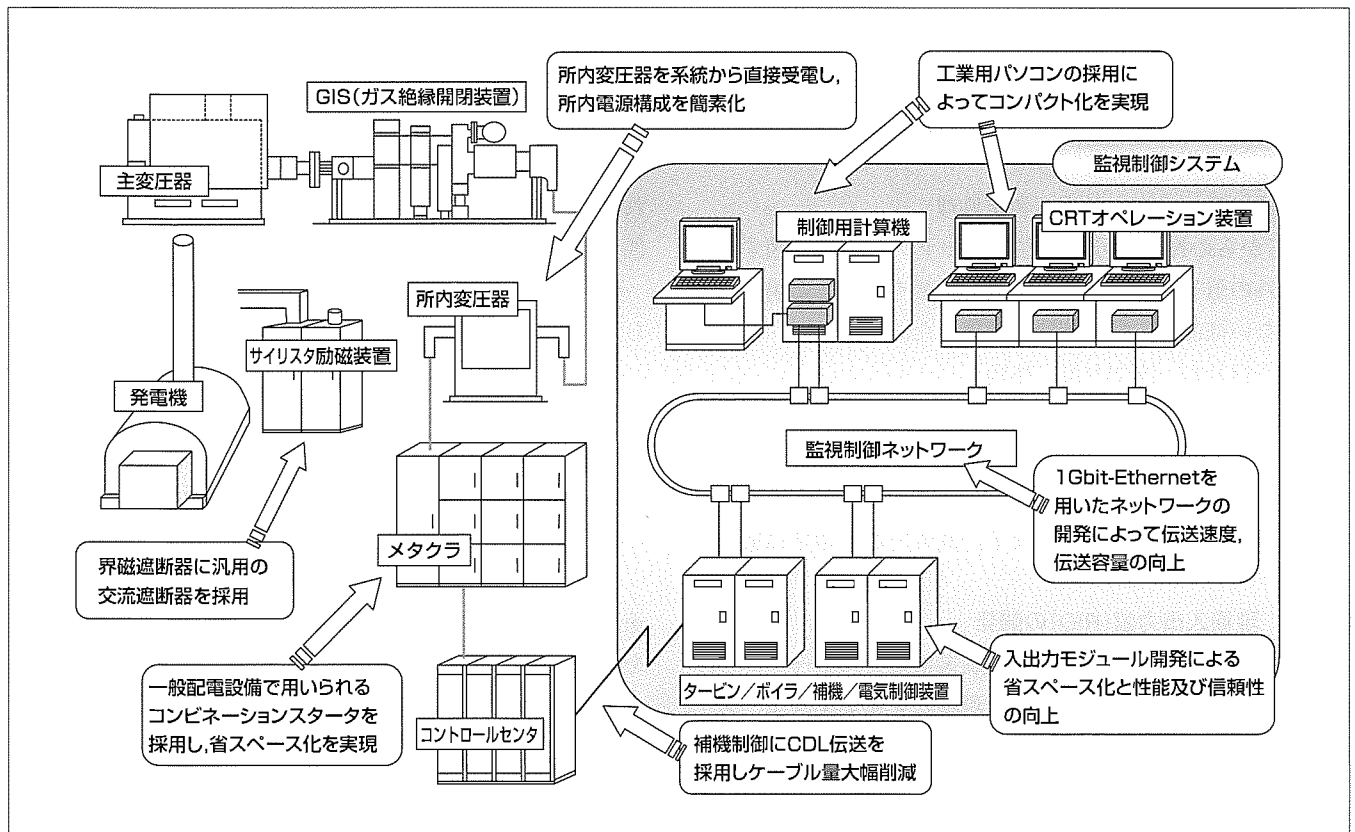 GIS(ガス絶縁開閉装置)
主変圧器
所内変圧器を系統から直接受電し,
所内電源構成を簡素化
工業用パソコンの採用に
よってコンパクト化を実現
監視制御システム
制御用計算機
CRTオペレーション装置
所内変圧器
サイリスタ励磁装置
発電機
監視制御ネットワーク
1Gbit-Ethernetを
用いたネットワークの
開発によって伝送速度,
伝送容量の向上
メタクラ
界磁遮断器に汎用の
交流遮断器を採用
一般配電設備で用いられる
コンビネーションスタータを
採用し,省スペース化を実現
コントロールセンタ
タービン/ボイラ/補機/電気制御装置
補機制御にCDL伝送を
採用しケーブル量大幅削減
入出力モジュール開発による
省スペース化と性能及び信頼性
の向上